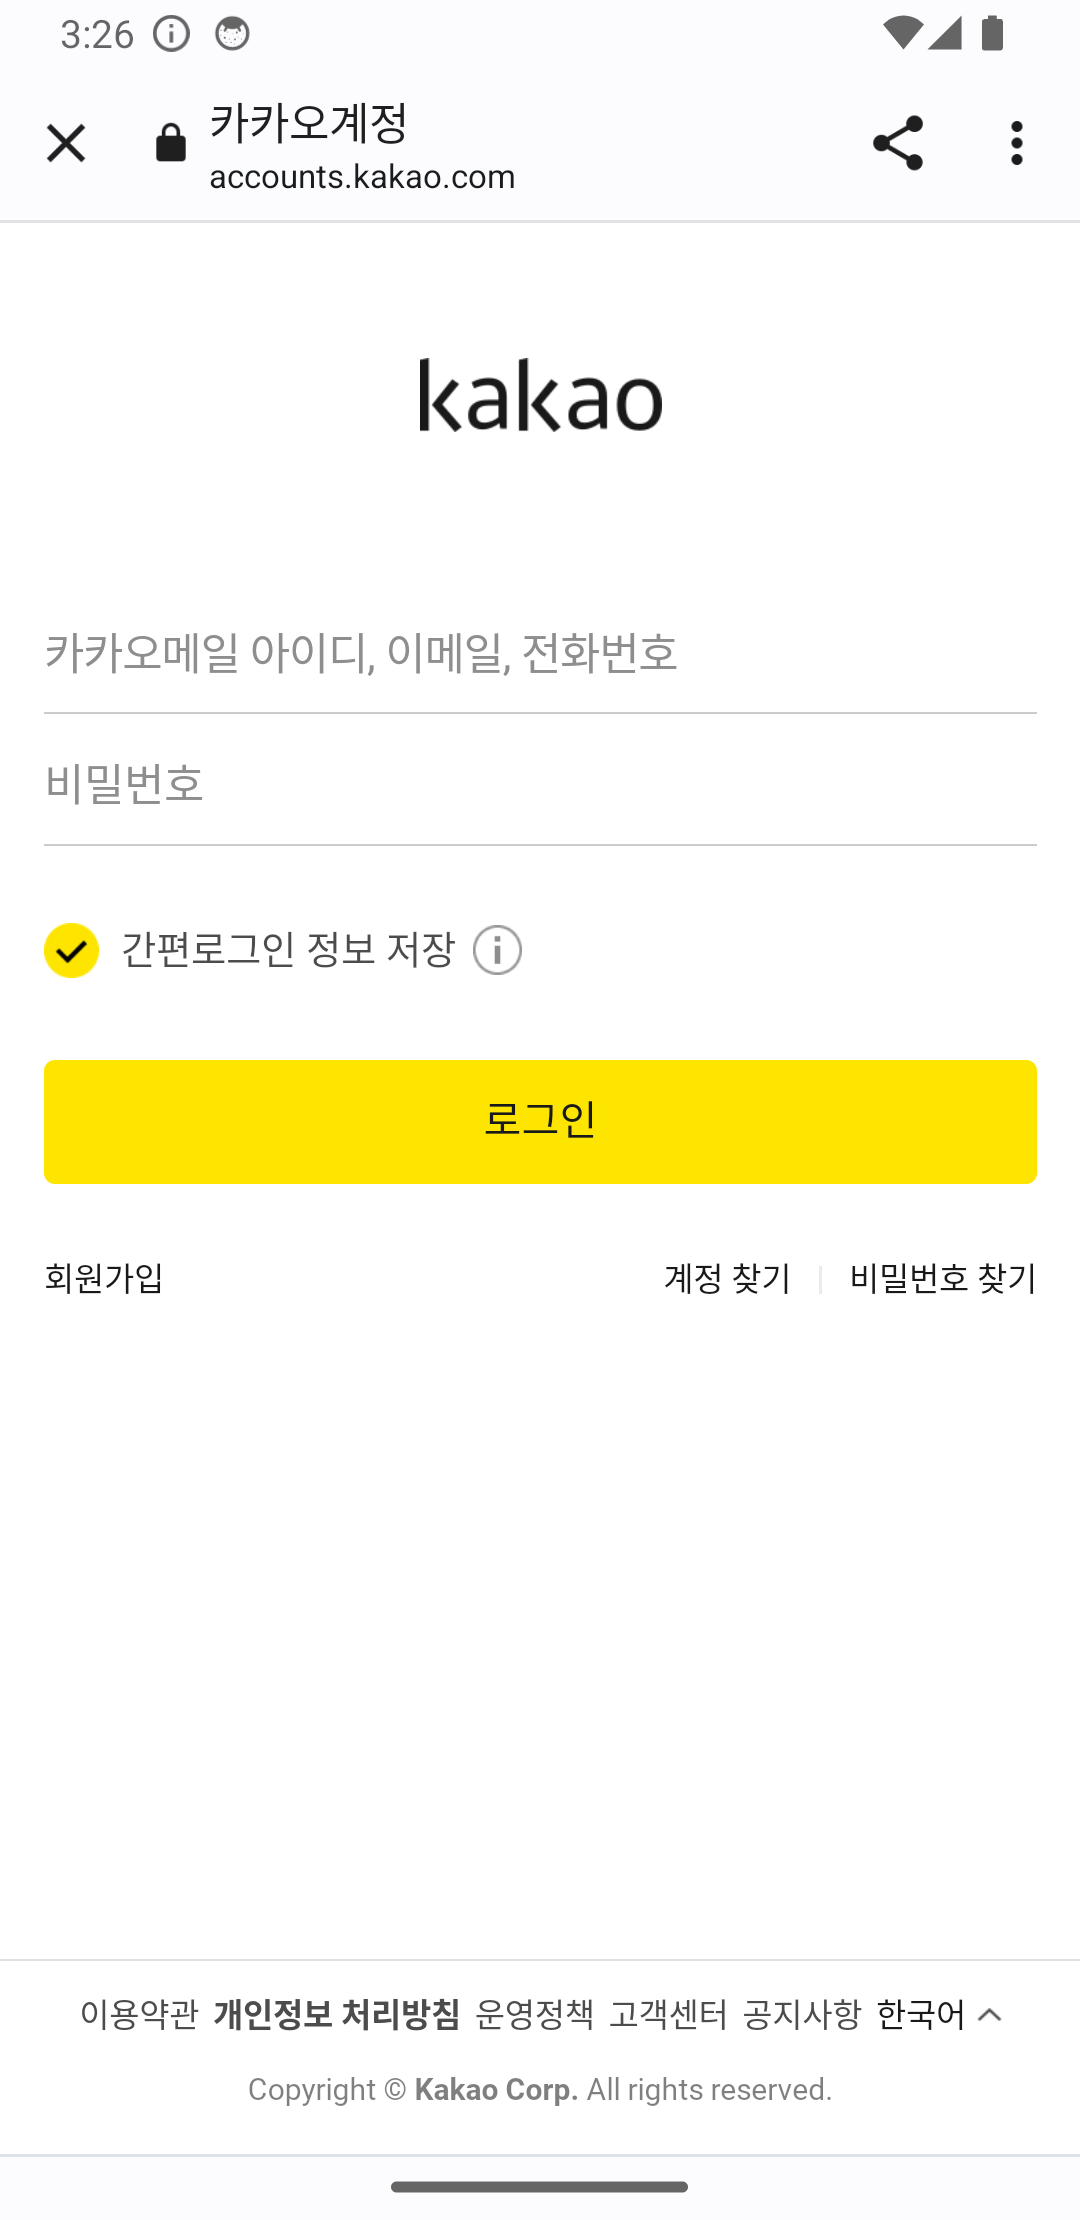 3:26
카카오계정
accounts.kakao.com
kakao
카카오메일 아이디, 이메일, 전화번호
비밀번호
간편로그인 정보 저장
로그인
회원가입 계정 찾기 비밀번호 찾기
이용약관 개인정보 처리방침 운영정책 고객센터 공지사항 한국어
Copyright © Kakao Corp. All rights reserved.